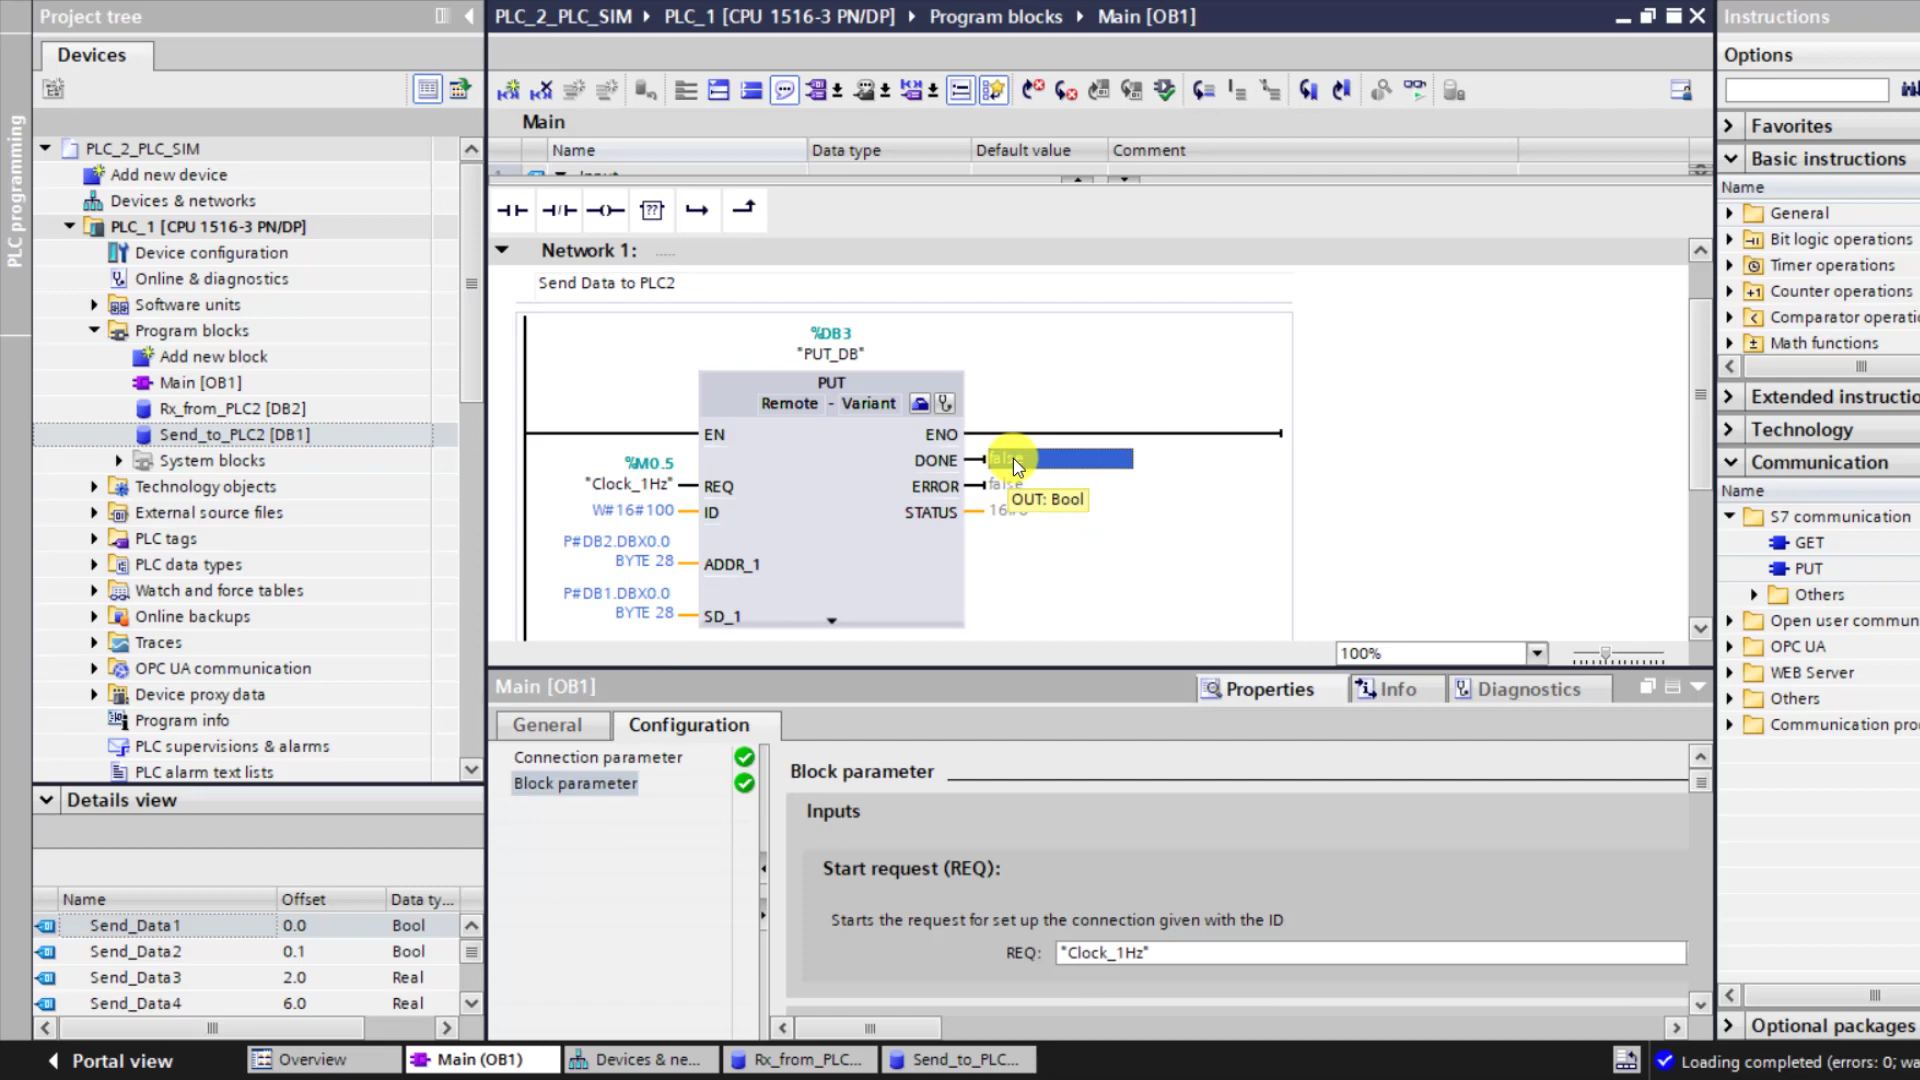 Project tree
PLC_2_PLC_SIM
PLC_1 [CPU 1516-3 PN/DP]
Program blocks
Main [OB1]
Instructions
Devices
Options
PLC programming
Main
Name
Data type
Default value
Comment
Favorites
Basic instructions
Name
General
Bit logic operations
Timer operations
Counter operations
Comparator operati
Math functions
Extended instructio
Technology
Communication
Name
S7 communication
GET
PUT
Others
Open user commun
OPC UA
WEB Server
Others
Communication pro
Optional packages
PLC_2_PLC_SIM
Add new device
Devices & networks
PLC_1 [CPU 1516-3 PN/DP]
Device configuration
Online & diagnostics
Software units
Program blocks
Add new block
Main [OB1]
Rx_from_PLC2 [DB2]
Send_to_PLC2 [DB1]
System blocks
Technology objects
External source files
PLC tags
PLC data types
Watch and force tables
Online backups
Traces
OPC UA communication
Device proxy data
Program info
PLC supervisions & alarms
PLC alarm text lists
Network 1:
.....
Send Data to PLC2
%DB3
"PUT_DB"
PUT
Remote - Variant
EN
ENO
%M0.5
"Clock_1Hz"
REQ
DONE
false
ERROR
false
W#16#100
ID
STATUS
OUT: Bool
P#DB2.DBX0.0
BYTE 28
ADDR_1
P#DB1.DBX0.0
BYTE 28
SD_1
100%
Main [OB1]
Properties
Info
Diagnostics
General
Configuration
Connection parameter
Block parameter
Block parameter
Inputs
Start request (REQ):
Starts the request for set up the connection given with the ID
REQ:
"Clock_1Hz"
Details view
Name
Offset
Data ty...
Send_Data1
0.0
Bool
Send_Data2
0.1
Bool
Send_Data3
2.0
Real
Send_Data4
6.0
Real
Portal view
Overview
Main (OB1)
Devices & ne...
Rx_from_PLC...
Send_to_PLC...
Loading completed (errors: 0; wa